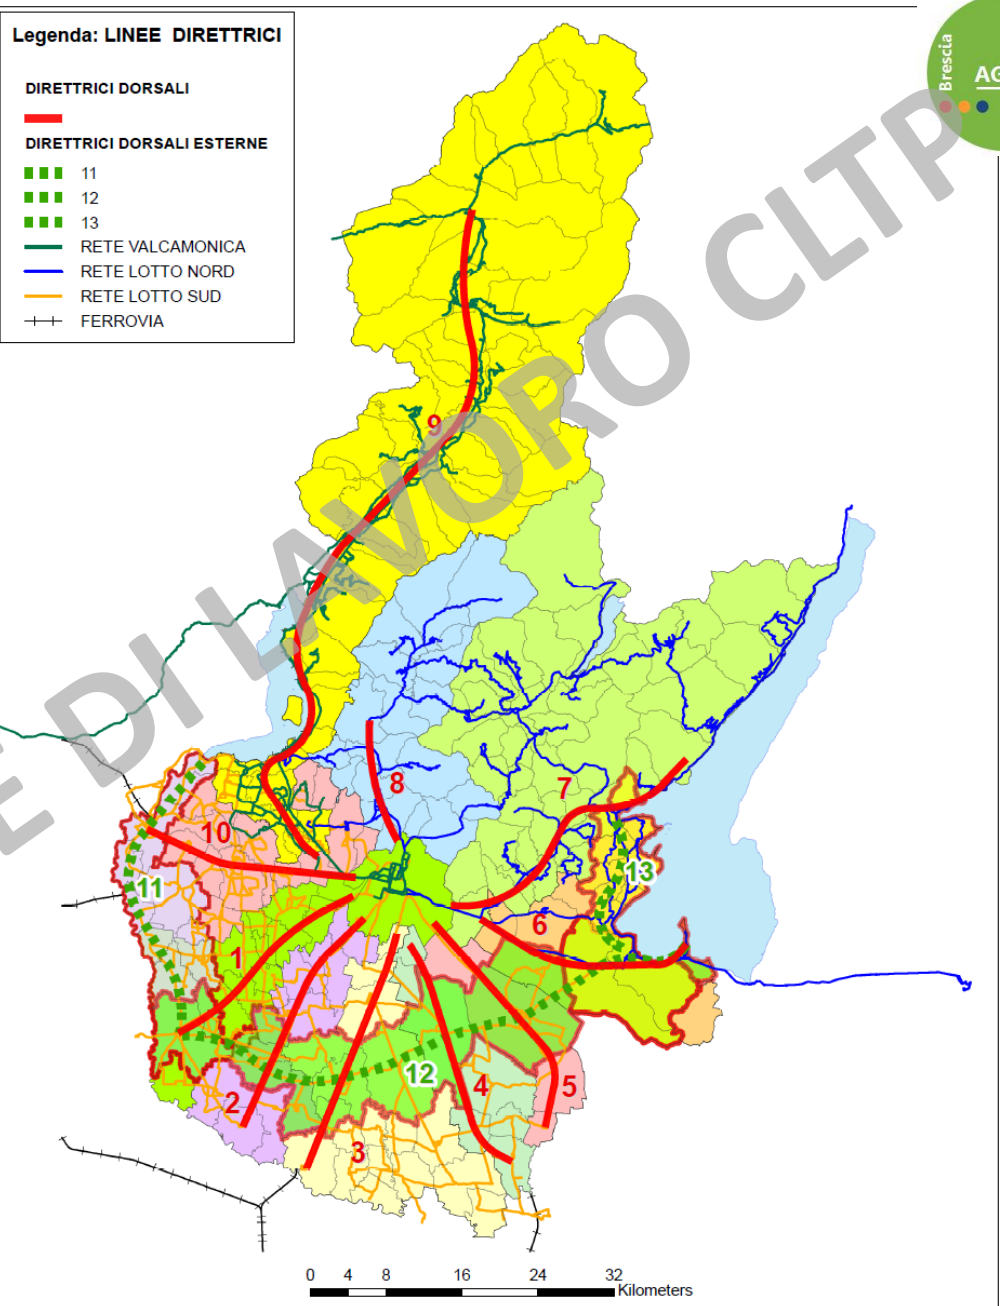 Legenda: LINEE DIRETTRICI
DIRETTRICI DORSALI
DIRETTRICI DORSALI ESTERNE
11
12
13
RETE VALCAMONICA
RETE LOTTO NORD
RETE LOTTO SUD
FERROVIA
Brescia
AG
E DI LAVORO CLTP
9
8
7
10
11
13
6
1
12
4
5
2
3
0 4 8 16 24 32
Kilometers